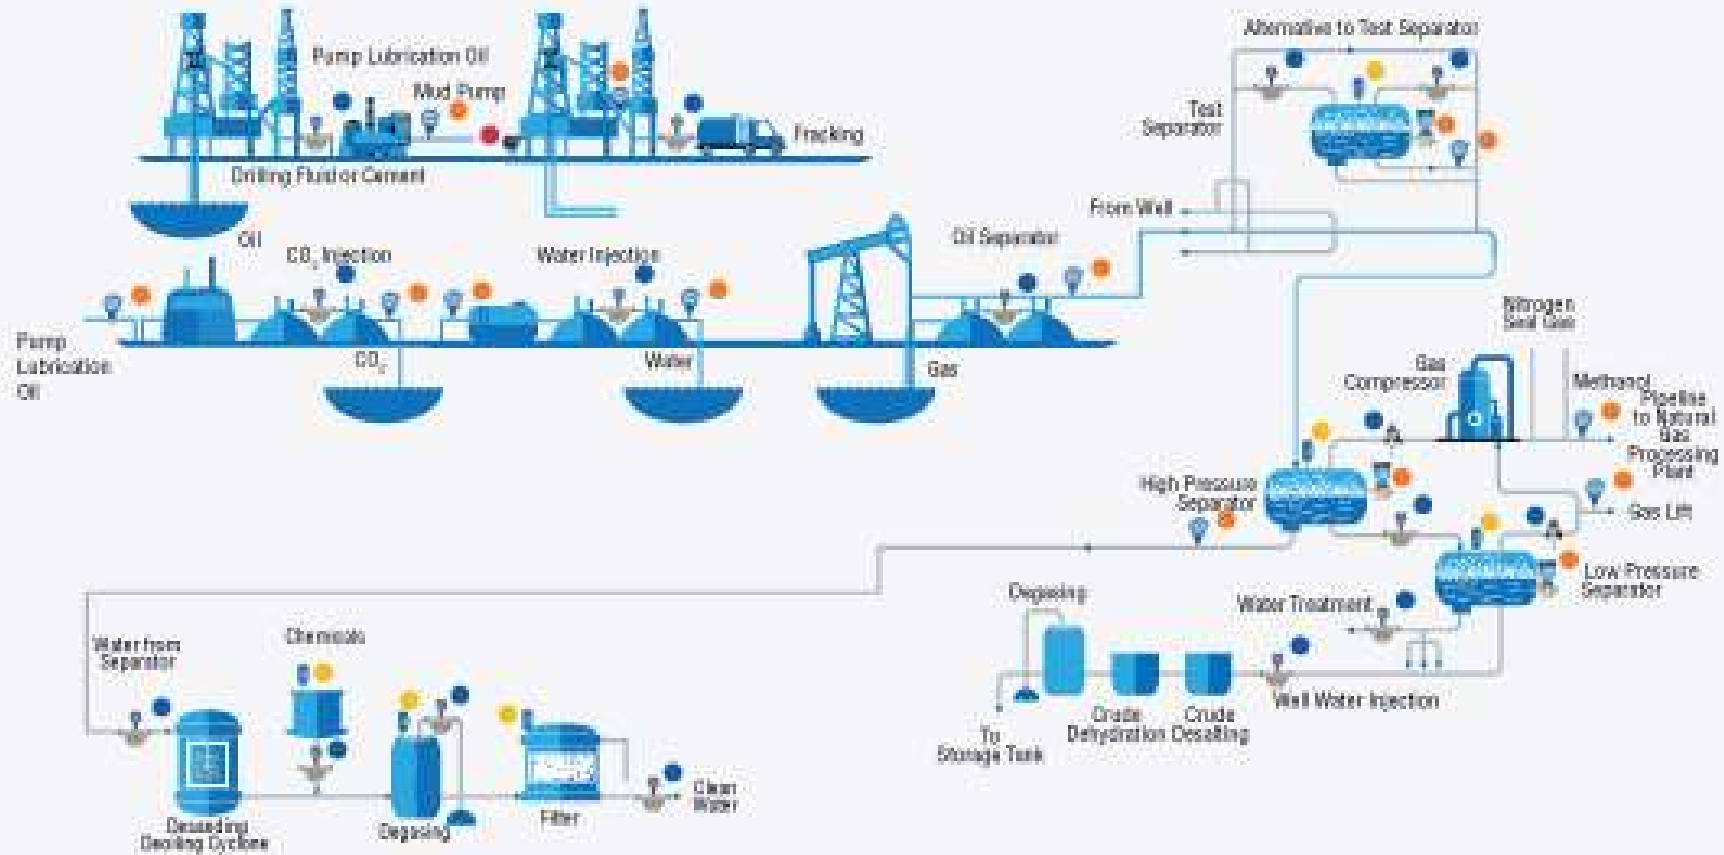 Alternative to Test Separator
Pump Lubrication Oil
Mud Pump
Test
Separator
Fracking
Drilling Fluid or Cement
From Well
Oil
CO₂ Injection
Water Injection
Oil Separator
Pump
Lubrication
Oil
CO₂
Water
Gas
Nitrogen
Seal Gas
Gas
Compressor
Methanol
Pipeline
to Natural
Gas
Processing
Plant
High Pressure
Separator
Gas Lift
Low Pressure
Separator
Degasing
Water Treatment
Water from
Separator
Chemicals
Well Water Injection
Crude
Dehydration
Crude
Desalting
To
Storage Tank
Clean
Water
Desanding
Deoiling Cyclone
Degasing
Filter